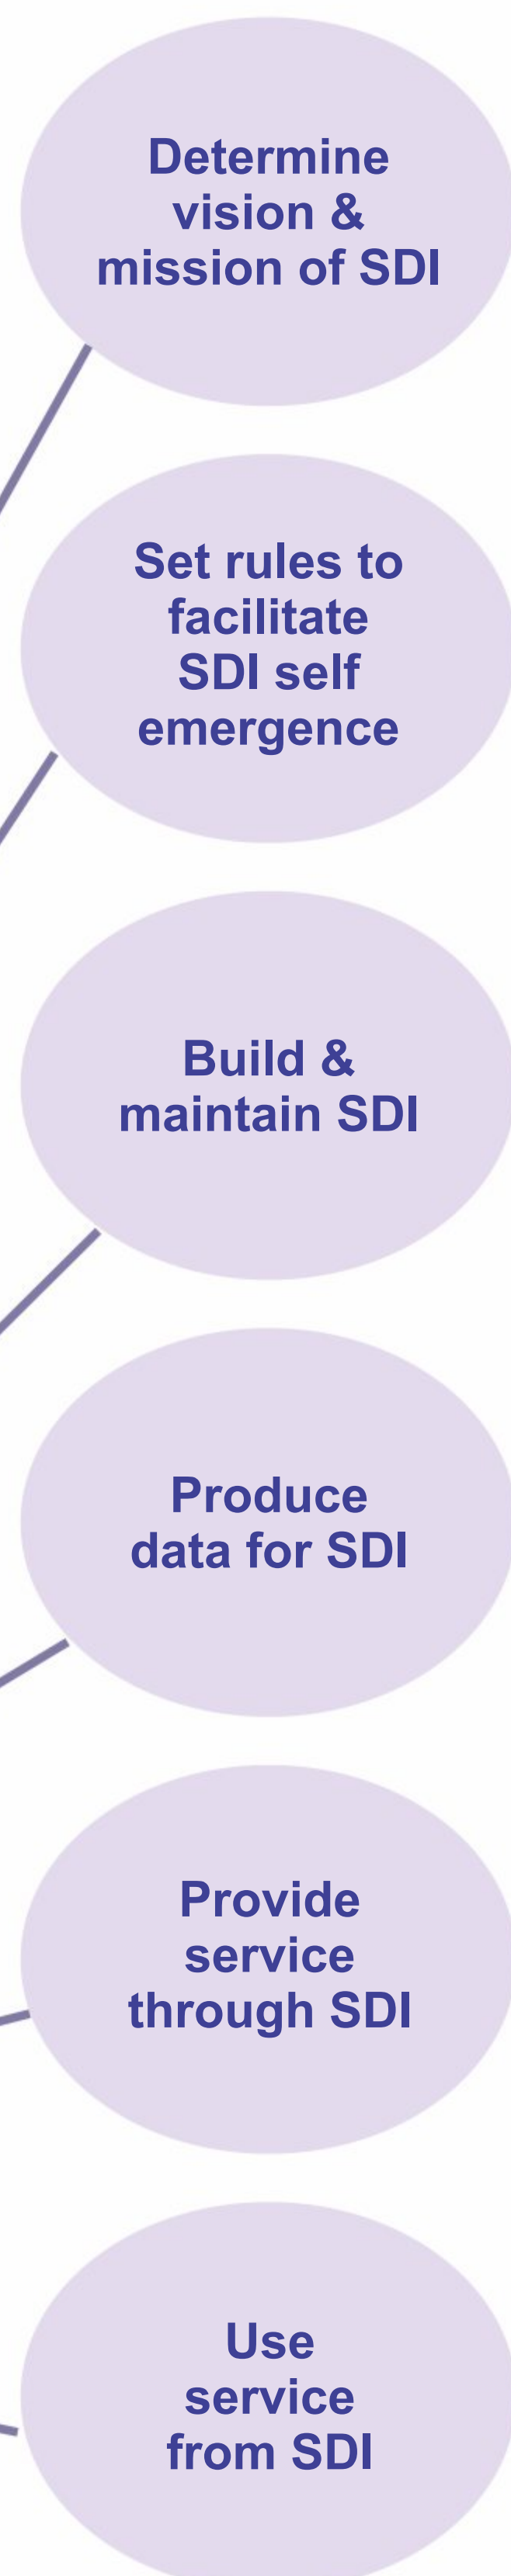 Determine
vision &
mission of SDI
Set rules to
facilitate
SDI self
emergence
Build &
maintain SDI
Produce
data for SDI
Provide
service
through SDI
Use
service
from SDI